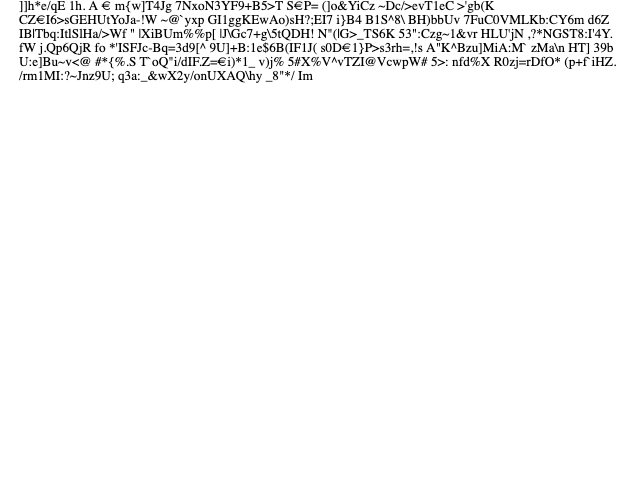 ]]h*e/qE 1h. A € m{w]T4Jg 7NxoN3YF9+B5>T S€P= (]o&YiCz ~Dc/>evT1eC >'gb(K
CZ€I6>sGEHUtYoJa-!W ~@`yxp GI1ggKEwAo)sH?;EI7 i}B4 B1S^8\ BH)bbUv 7FuC0VMLKb:CY6m d6Z
IB|Tbq:ItlSlHa/>Wf " |XiBUm%%p[ |J\Gc7+g\5tQDH! N"(|G>_TS6K 53":Czg~1&vr HLU'jN ,?*NGST8:I'4Y.
fW j.Qp6QjR fo *'ISFJc-Bq=3d9[^ 9U]+B:1e$6B(IF1J( s0D€1}P>s3rh=,!s A"K^Bzu]MiA:M` zMa\n HT] 39b
U:e]Bu~v<@ #*{%.S T`oQ"i/dIF.Z=€i)*1_ v)j% 5#X%V^vTZI@VcwpW# 5>: nfd%X R0zj=rDfO* (p+f`iHZ.
/rm1MI:?~Jnz9U; q3a:_&wX2y/onUXAQ\hy _8"*/ Im